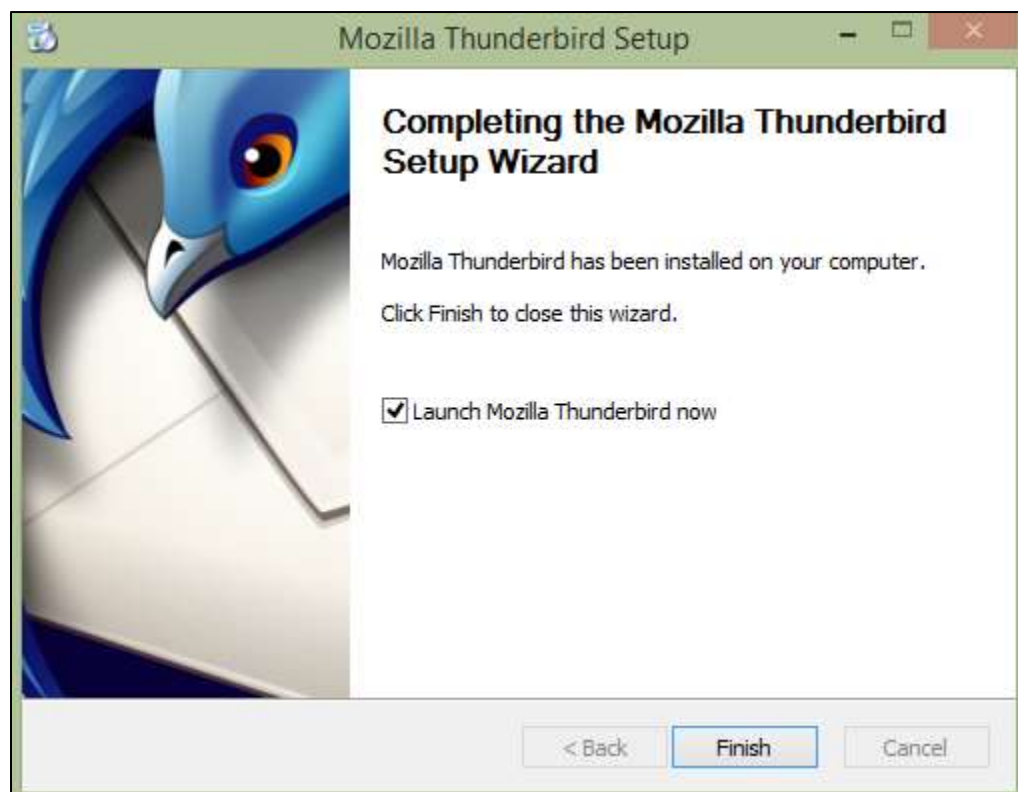 Mozilla Thunderbird Setup
Completing the Mozilla Thunderbird
Setup Wizard
Mozilla Thunderbird has been installed on your computer.
Click Finish to close this wizard.
Launch Mozilla Thunderbird now
< Back Finish Cancel